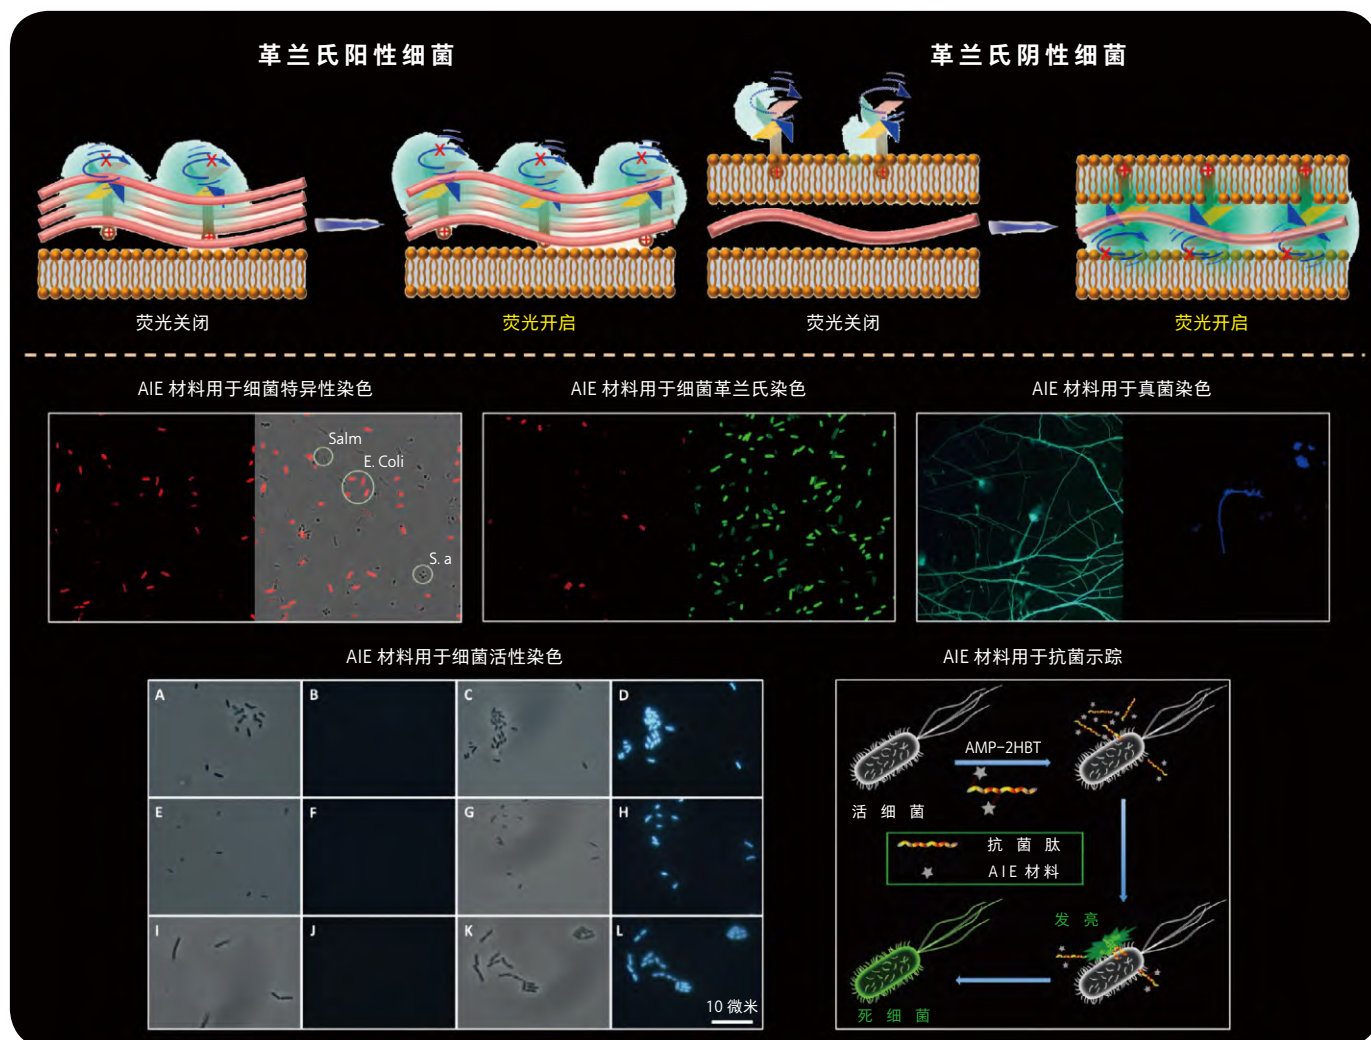 革兰氏阳性细菌
革兰氏阴性细菌
荧光关闭
荧光开启
荧光关闭
荧光开启
AIE 材料用于细菌特异性染色
AIE 材料用于细菌革兰氏染色
AIE 材料用于真菌染色
Salm
E. Coli
S. a
AIE 材料用于细菌活性染色
AIE 材料用于抗菌示踪
A
B
C
D
E
F
G
H
I
J
K
L
10 微米
AMP-2HBT
活细菌
抗菌肽
AIE 材料
发亮
死细菌